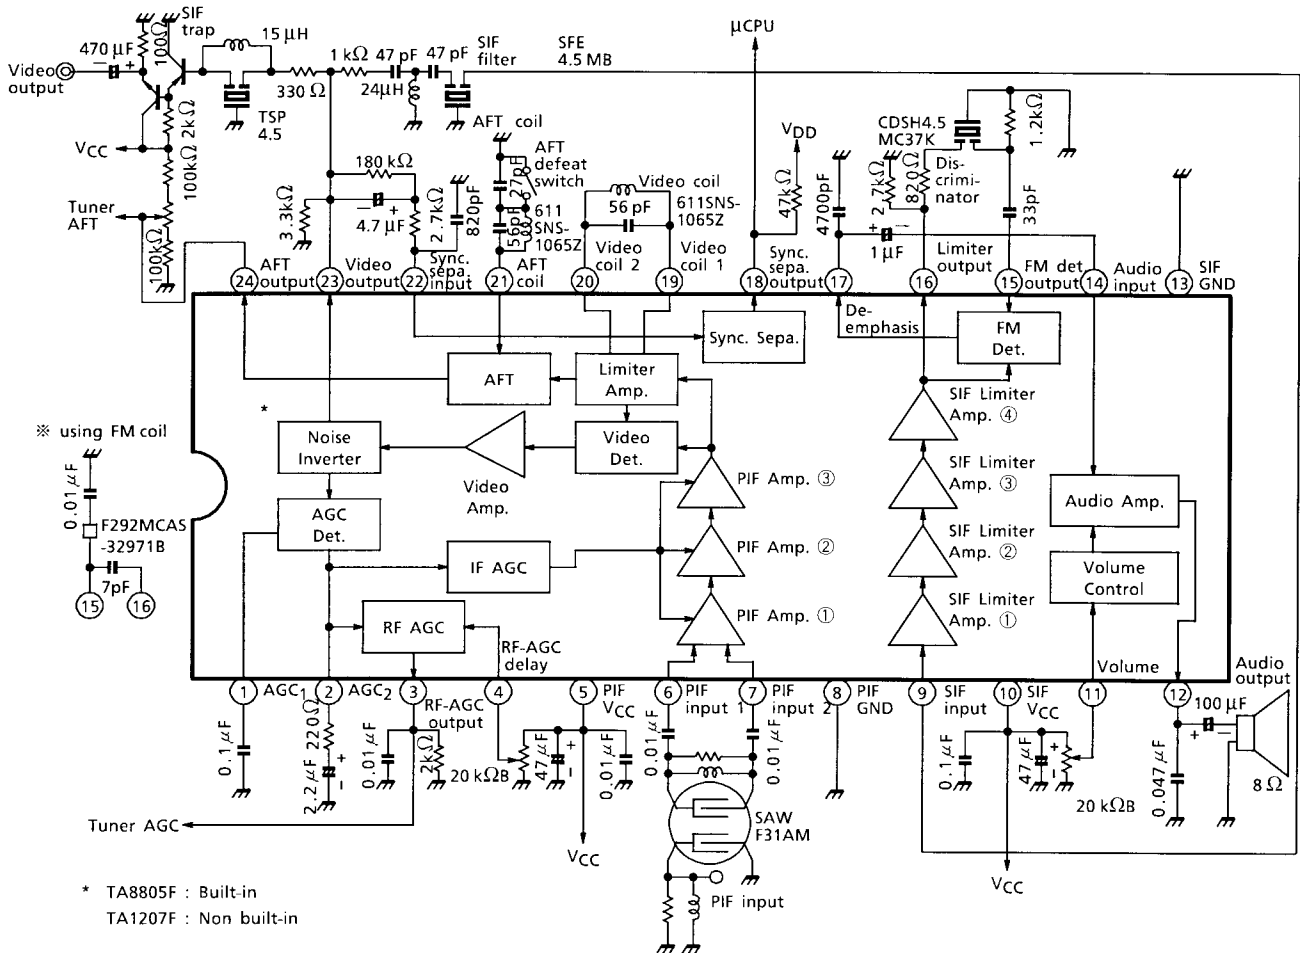 SIF
trap
470 μF
100Ω
15 μH
1 kΩ
47 pF
47 pF
SIF
filter
SFE
4.5 MB
μCPU
Video
output
330 Ω
24μH
TSP
4.5
2kΩ
VCC
100kΩ
Tuner
AFT
100kΩ
AFT coil
AFT
defeat
switch
27pF
180 kΩ
4.7 μF
3.3kΩ
2.7kΩ
820pF
56pF
611
SNS-
1065Z
Video coil
611SNS-
1065Z
56 pF
VDD
47kΩ
4700pF
1 μF
2.7kΩ
820Ω
CDSH4.5
MC37K
Discriminator
1.2kΩ
33pF
24
AFT output
23
Video output
22
Sync. sepa. input
21
AFT coil
20
Video coil 2
19
Video coil 1
18
Sync. sepa. output
17
De-
emphasis
16
Limiter output
15
FM det output
14
Audio input
13
SIF
GND
Sync. Sepa.
FM
Det.
AFT
Limiter
Amp.
Noise
Inverter
*
Video
Amp.
Video
Det.
PIF Amp. ③
PIF Amp. ②
PIF Amp. ①
SIF Limiter
Amp. ④
SIF Limiter
Amp. ③
SIF Limiter
Amp. ②
SIF Limiter
Amp. ①
Audio Amp.
Volume
Control
AGC
Det.
IF AGC
RF AGC
RF-AGC
delay
※ using FM coil
0.01 μF
F292MCAS
-32971B
7pF
15
16
1
AGC1
2
AGC2
3
RF-AGC
output
4
5
PIF
VCC
6
PIF
input 1
7
PIF
input 2
8
PIF
GND
9
SIF
input
10
SIF
VCC
11
Volume
12
Audio
output
0.1 μF
2.2 μF
220Ω
0.01 μF
2kΩ
20 kΩB
47 μF
0.01 μF
0.01 μF
0.01 μF
SAW
F31AM
PIF input
VCC
0.1 μF
47 μF
20 kΩB
VCC
100 μF
0.047 μF
8 Ω
Tuner AGC
* TA8805F : Built-in
TA1207F : Non built-in